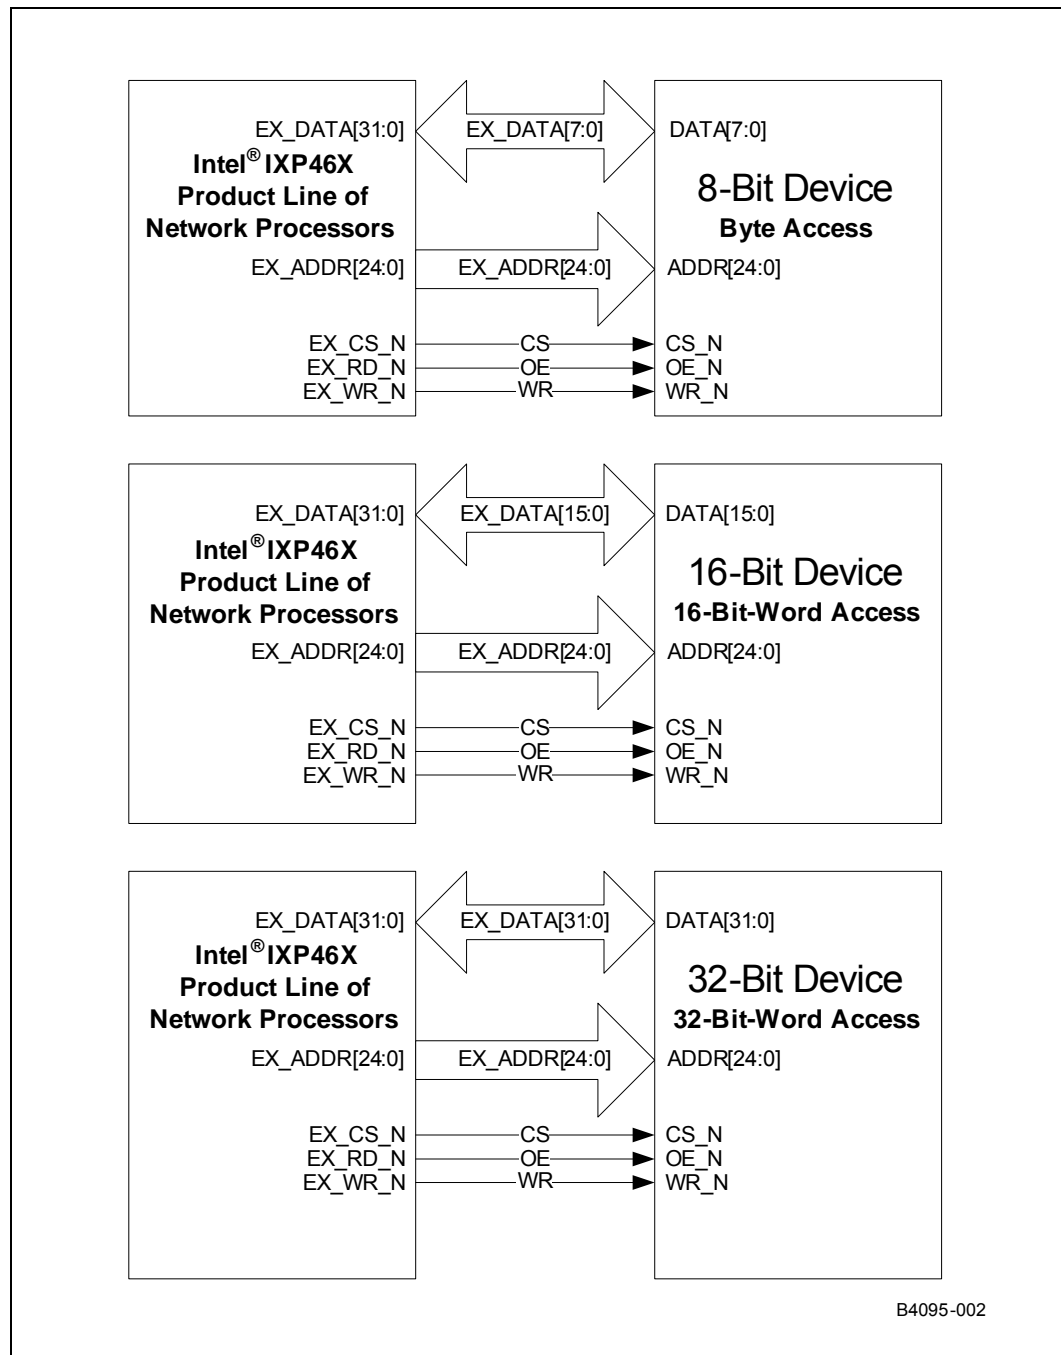 EX_DATA[31:0]
EX_DATA[7:0]
DATA[7:0]
Intel® IXP46X
Product Line of
Network Processors
8-Bit Device
Byte Access
EX_ADDR[24:0]
EX_ADDR[24:0]
ADDR[24:0]
EX_CS_N
CS
CS_N
EX_RD_N
OE
OE_N
EX_WR_N
WR
WR_N
EX_DATA[31:0]
EX_DATA[15:0]
DATA[15:0]
Intel® IXP46X
Product Line of
Network Processors
16-Bit Device
16-Bit-Word Access
EX_ADDR[24:0]
EX_ADDR[24:0]
ADDR[24:0]
EX_CS_N
CS
CS_N
EX_RD_N
OE
OE_N
EX_WR_N
WR
WR_N
EX_DATA[31:0]
EX_DATA[31:0]
DATA[31:0]
Intel® IXP46X
Product Line of
Network Processors
32-Bit Device
32-Bit-Word Access
EX_ADDR[24:0]
EX_ADDR[24:0]
ADDR[24:0]
EX_CS_N
CS
CS_N
EX_RD_N
OE
OE_N
EX_WR_N
WR
WR_N
B4095-002